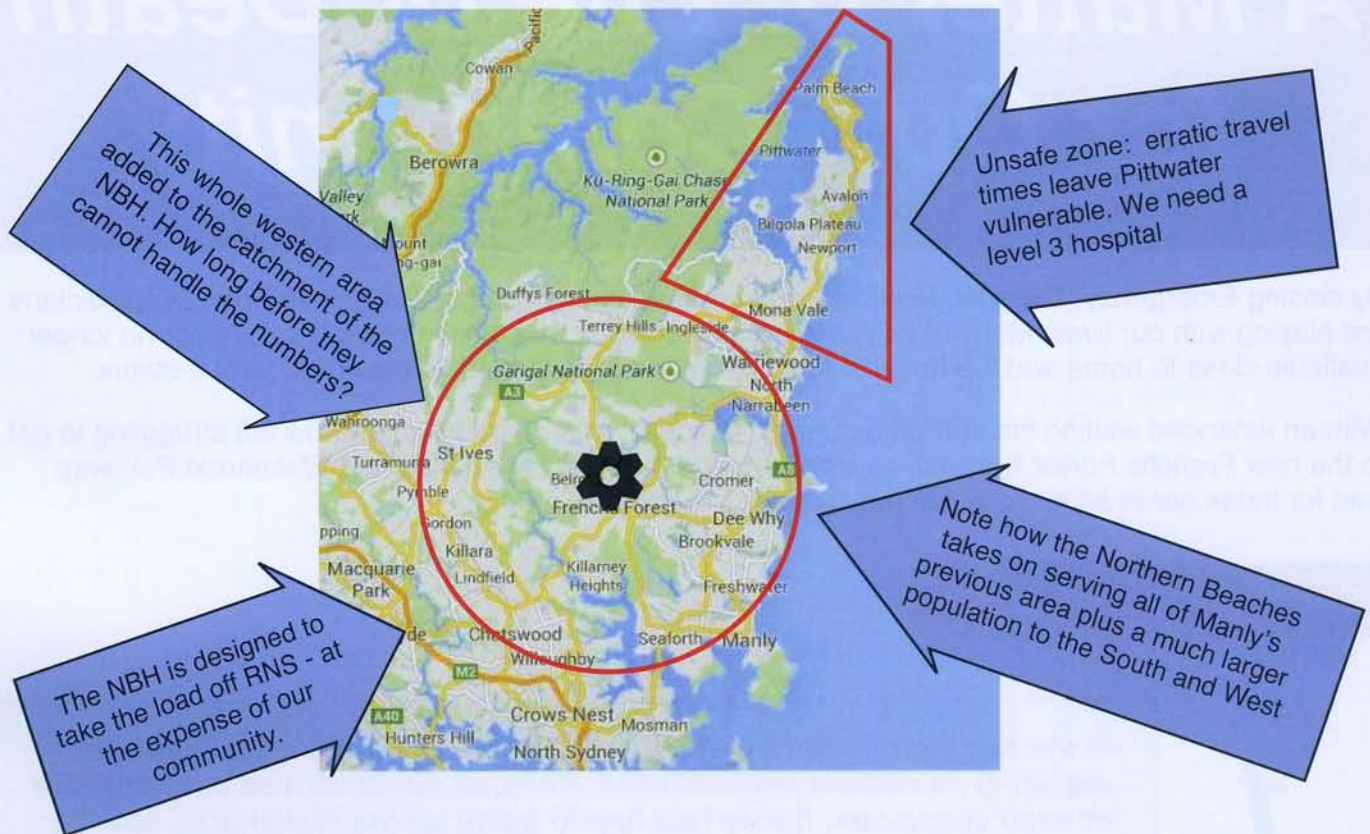 This whole western area
added to the catchment of the
NBH. How long before they
cannot handle the numbers?
Unsafe zone: erratic travel
times leave Pittwater
vulnerable. We need a
level 3 hospital
Note how the Northern Beaches
takes on serving all of Manly's
previous area plus a much larger
population to the South and West
The NBH is designed to
take the load off RNS - at
the expense of our
community.
Pacific
Cowan
Palm Beach
Berowra
Pittwater
Ku-Ring-Gai Chase
National Park
Valley
Avalon
Bilgola Plateau
Newport
Duffys Forest
Mona Vale
Terrey Hills
Ingleside
Warriewood
Garigal National Park
North
Narrabeen
A3
Wahroonga
Turramurra
St Ives
Cromer
A8
Pymble
Frenchs Forest
Dee Why
Gordon
Brookvale
Killara
Macquarie
Park
Lindfield
Killarney
Heights
Freshwater
Chatswood
Seaforth
Manly
Willoughby
M2
Crows Nest
Mosman
A40
Hunters Hill
North Sydney